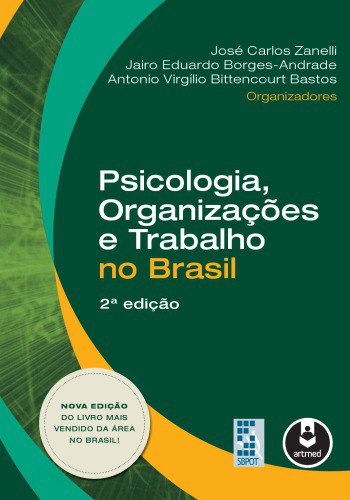 José Carlos Zanelli
Jairo Eduardo Borges-Andrade
Antonio Virgílio Bittencourt Bastos
Organizadores
Psicologia,
Organizações
e Trabalho
no Brasil
2ª edição
NOVA EDIÇÃO
DO LIVRO MAIS
VENDIDO DA ÁREA
NO BRASIL!
SBPOT
artmed